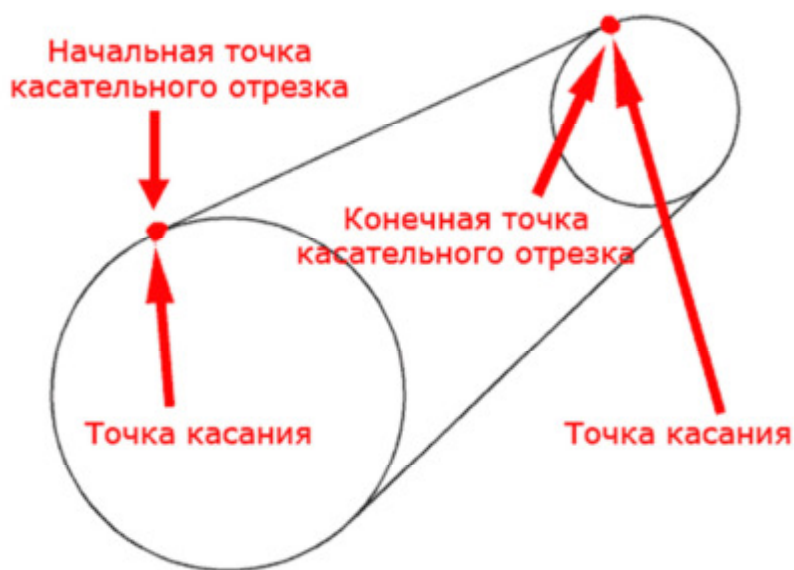 Начальная точка
касательного отрезка
Конечная точка
касательного отрезка
Точка касания
Точка касания